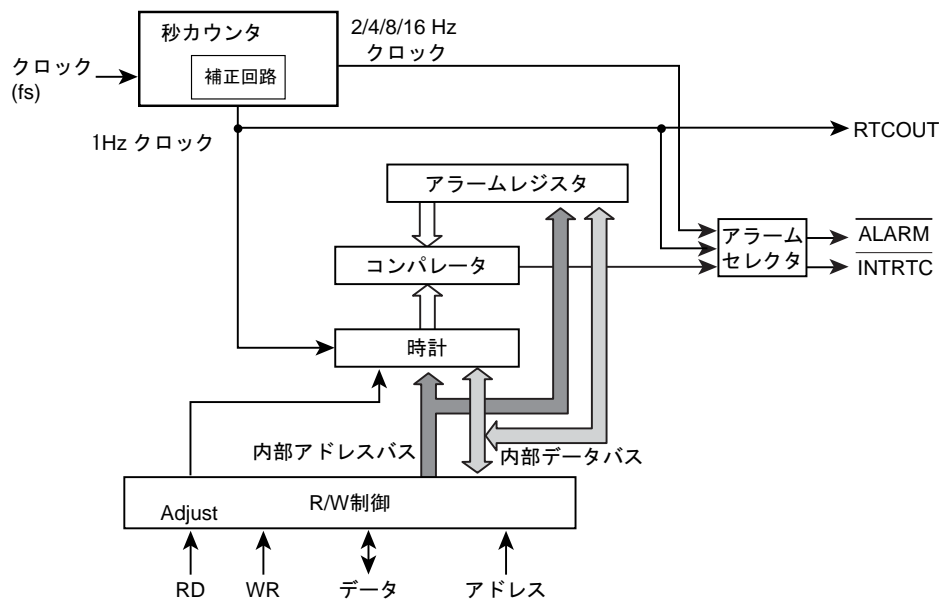 秒カウンタ
2/4/8/16 Hz
クロック
補正回路
クロック
(fs)
1Hz クロック
RTCOUT
アラームレジスタ
アラーム
セレクタ
ALARM
INTRTC
コンパレータ
時計
内部アドレスバス
内部データバス
R/W制御
Adjust
RD
WR
データ
アドレス